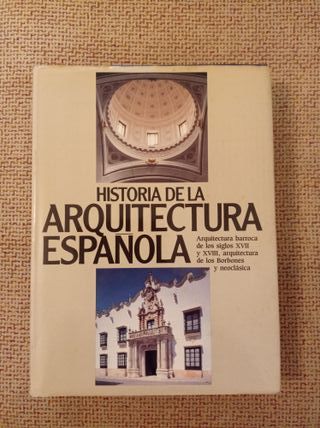 HISTORIA DE LA
ARQUITECTURA
ESPAÑOLA
Arquitectura barroca
de los siglos XVII
y XVIII, arquitectura
de los Borbones
y neoclásica